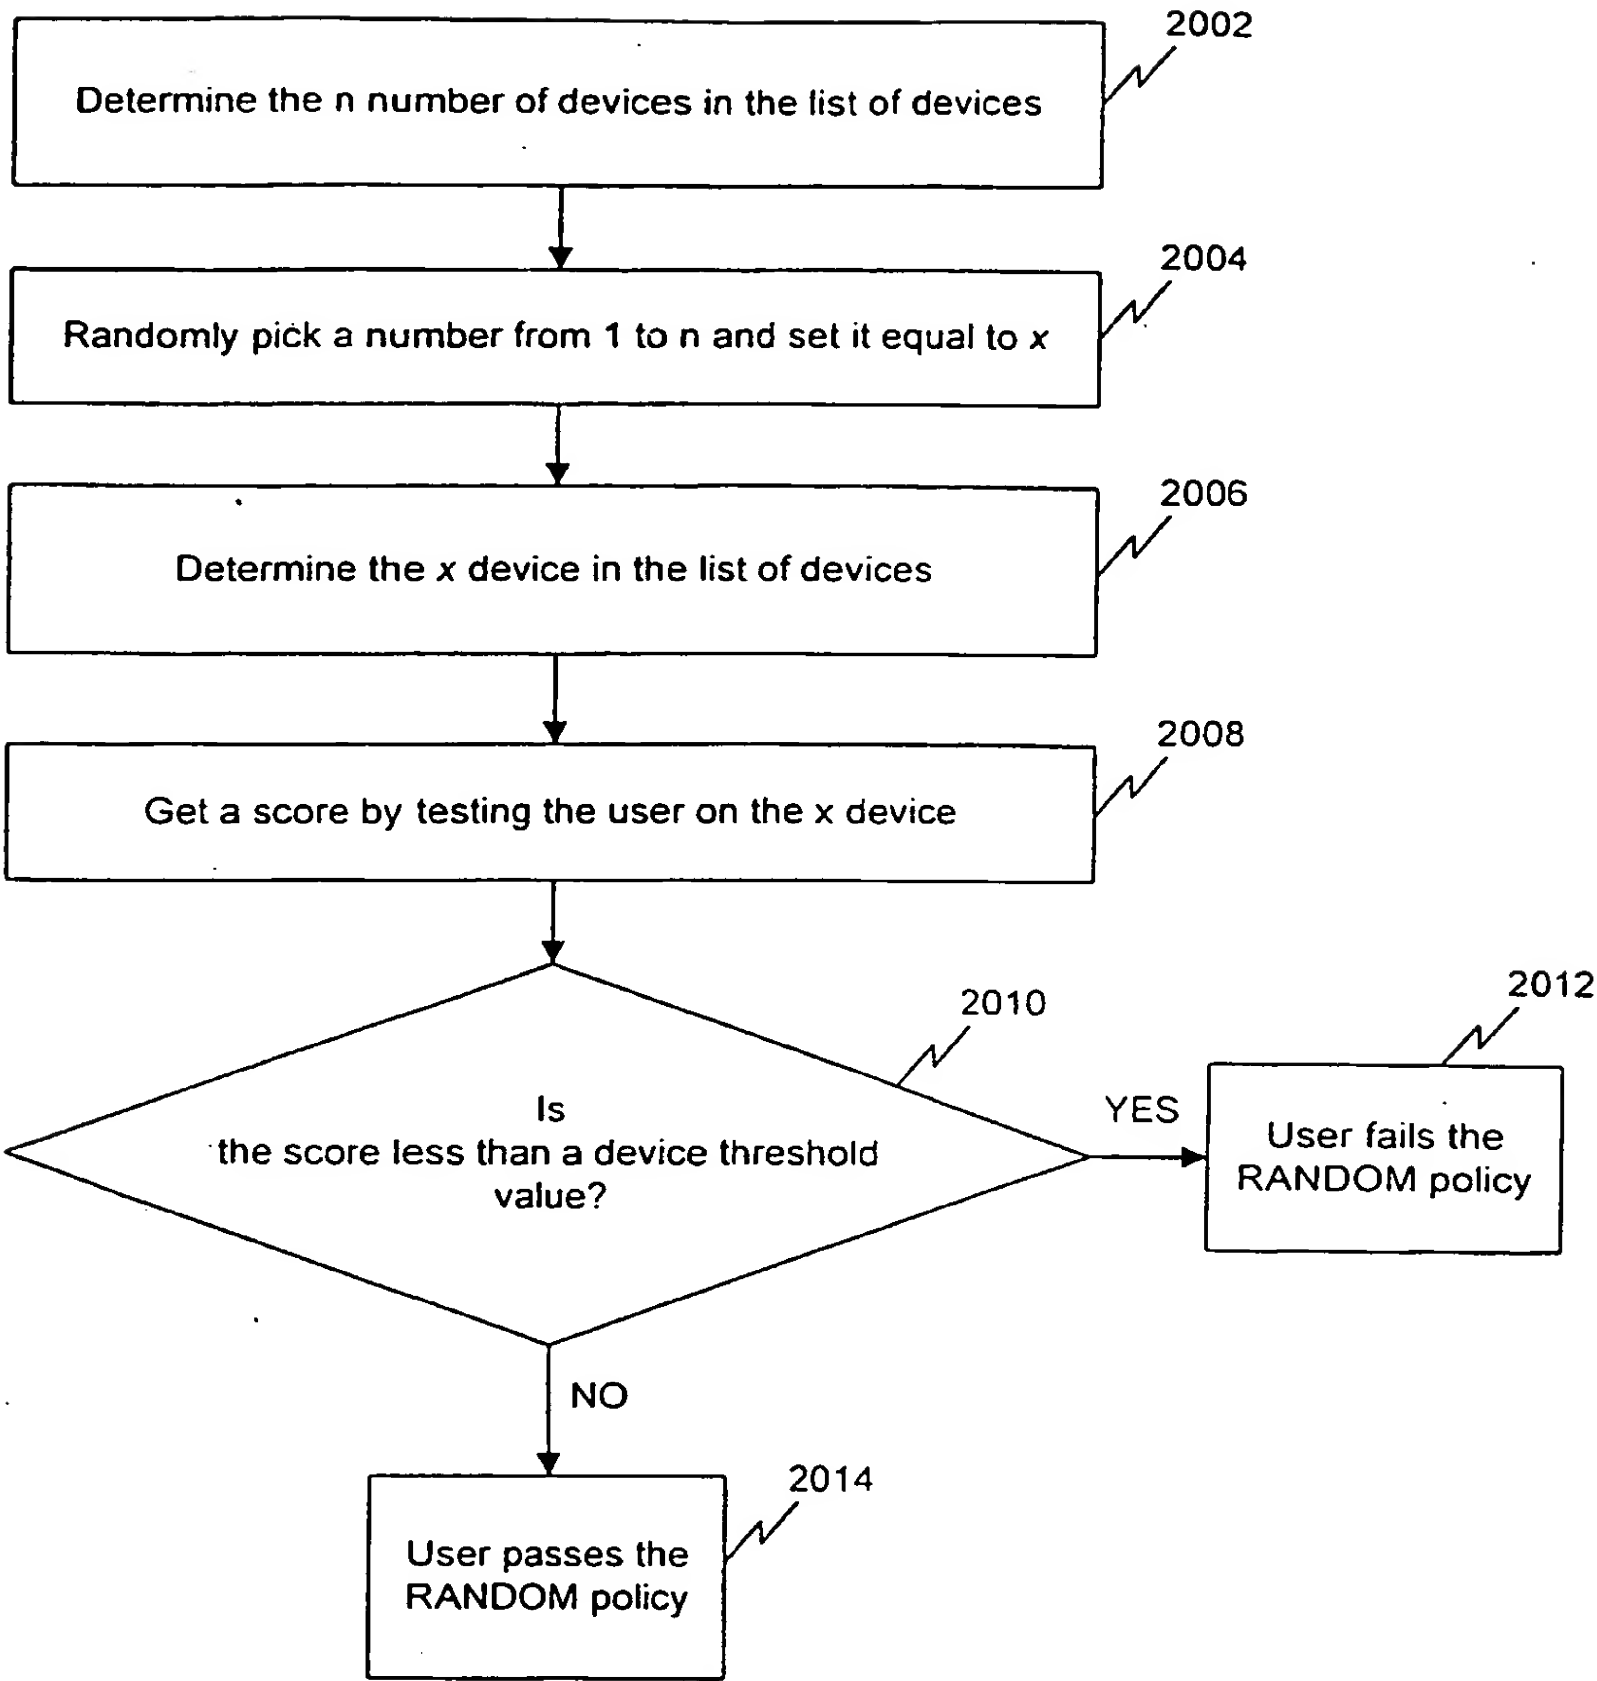 2002
Determine the n number of devices in the list of devices
2004
Randomly pick a number from 1 to n and set it equal to x
2006
Determine the x device in the list of devices
2008
Get a score by testing the user on the x device
2010
Is
the score less than a device threshold
value?
YES
2012
User fails the
RANDOM policy
NO
2014
User passes the
RANDOM policy